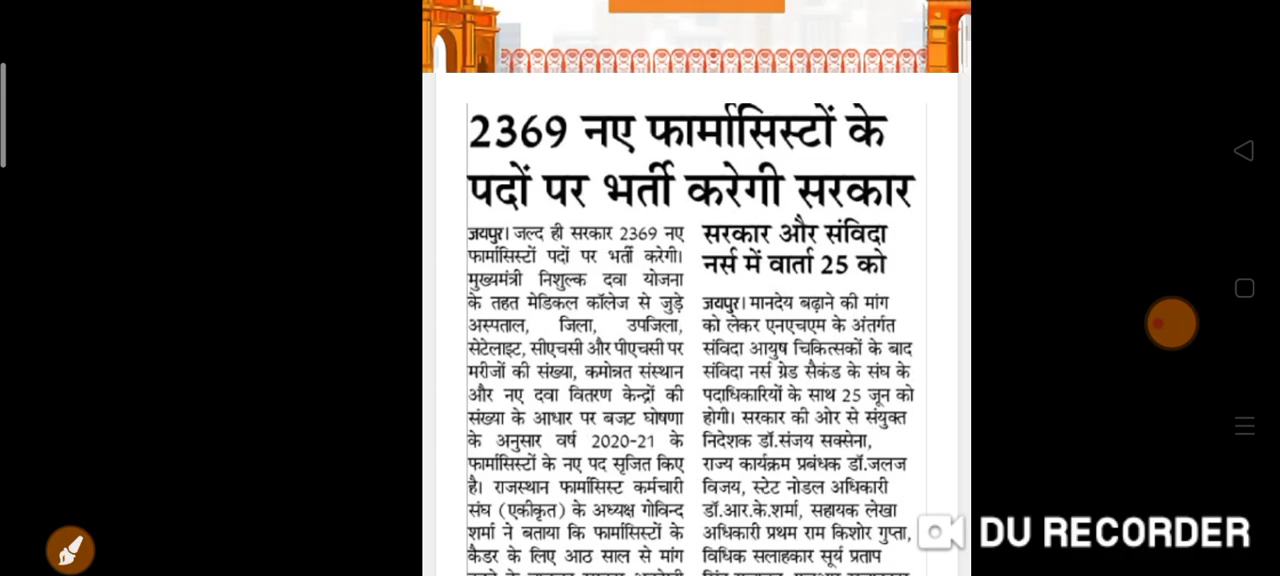 2369 नए फार्मासिस्टों के
पदों पर भर्ती करेगी सरकार
जयपुर। जल्द ही सरकार 2369 नए
फार्मासिस्टों पदों पर भर्ती करेगी।
मुख्यमंत्री निशुल्क दवा योजना
के तहत मेडिकल कॉलेज से जुड़े
अस्पताल, जिला, उपजिला,
सेटेलाइट, सीएचसी और पीएचसी पर
मरीजों की संख्या, कमोन्नत संस्थान
और नए दवा वितरण केन्द्रों की
संख्या के आधार पर बजट घोषणा
के अनुसार वर्ष 2020-21 के
फार्मासिस्टों के नए पद सृजित किए
है। राजस्थान फार्मासिस्ट कर्मचारी
संघ (एकीकृत) के अध्यक्ष गोविन्द
शर्मा ने बताया कि फार्मासिस्टों के
कैडर के लिए आठ साल से मांग
सरकार और संविदा
नर्स में वार्ता 25 को
जयपुर। मानदेय बढ़ाने की मांग
को लेकर एनएचएम के अंतर्गत
संविदा आयुष चिकित्सकों के बाद
संविदा नर्स ग्रेड सैकंड के संघ के
पदाधिकारियों के साथ 25 जून को
होगी। सरकार की ओर से संयुक्त
निदेशक डॉ.संजय सक्सेना,
राज्य कार्यक्रम प्रबंधक डॉ.जलज
विजय, स्टेट नोडल अधिकारी
डॉ.आर.के.शर्मा, सहायक लेखा
अधिकारी प्रथम राम किशोर गुप्ता,
विधिक सलाहकार सूर्य प्रताप
DU RECORDER